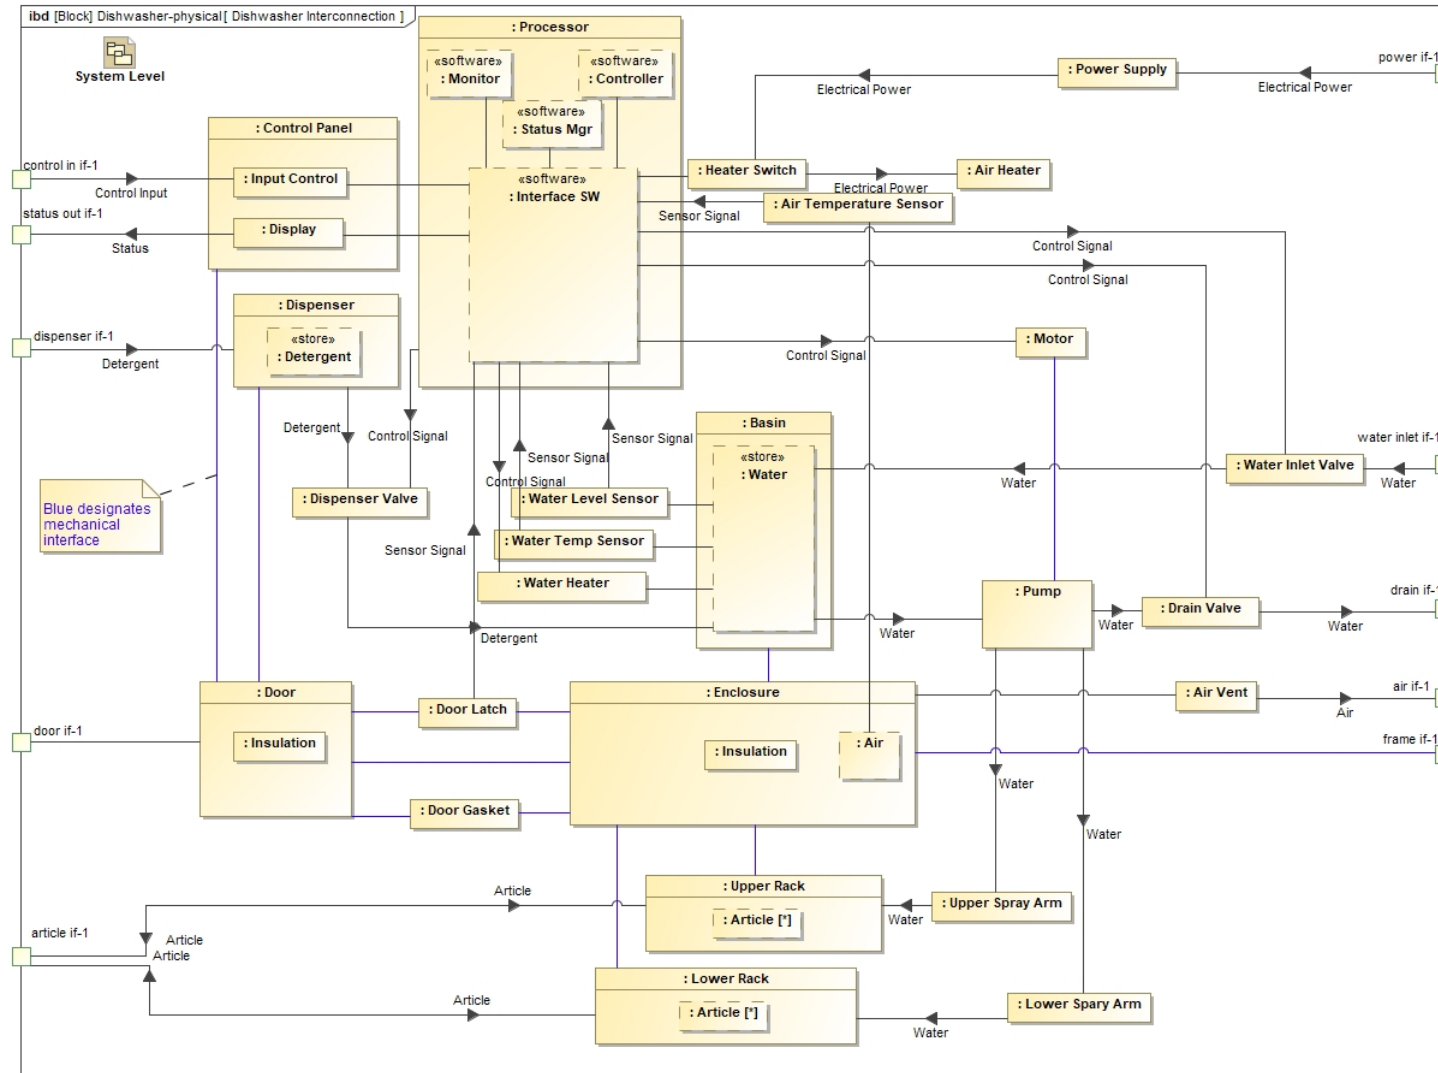 ibd [Block] Dishwasher-physical[ Dishwasher Interconnection ]
System Level
: Processor
«software»
: Monitor
«software»
: Controller
«software»
: Status Mgr
«software»
: Interface SW
power if-1
: Power Supply
Electrical Power
Electrical Power
: Control Panel
control in if-1
Control Input
: Input Control
status out if-1
Status
: Display
: Heater Switch
Electrical Power
: Air Heater
: Air Temperature Sensor
Sensor Signal
Control Signal
Control Signal
: Dispenser
«store»
: Detergent
dispenser if-1
Detergent
: Motor
Control Signal
Detergent
Control Signal
Sensor Signal
Sensor Signal
Control Signal
: Basin
«store»
: Water
water inlet if-1
: Water Inlet Valve
Water
Water
: Dispenser Valve
: Water Level Sensor
Blue designates
mechanical
interface
Sensor Signal
: Water Temp Sensor
: Water Heater
: Pump
: Drain Valve
drain if-1
Water
Water
Water
Detergent
: Door
: Insulation
: Door Latch
: Enclosure
: Insulation
: Air
: Air Vent
air if-1
Air
door if-1
frame if-1
: Door Gasket
Water
Water
: Upper Rack
: Article [*]
Article
: Upper Spray Arm
Water
article if-1
Article
Article
: Lower Rack
: Article [*]
Article
: Lower Spary Arm
Water